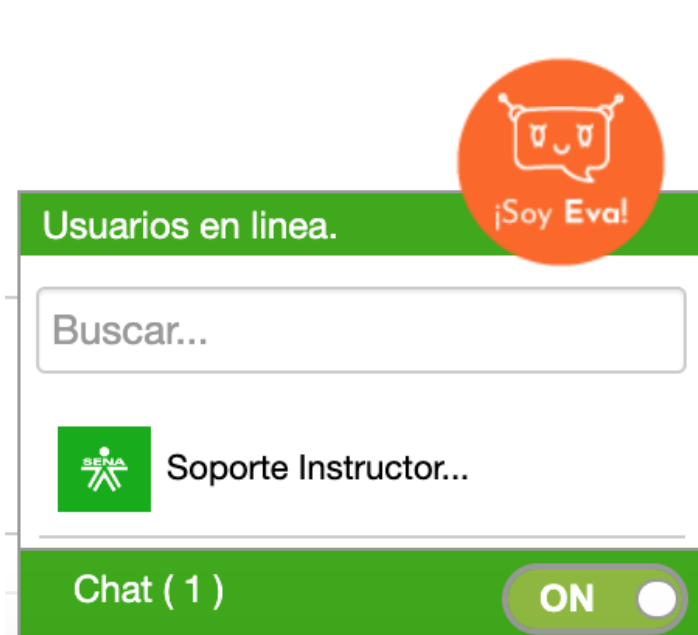 ¡Soy Eva!
Usuarios en linea.
Buscar...
SENA
Soporte Instructor...
Chat ( 1 )
ON